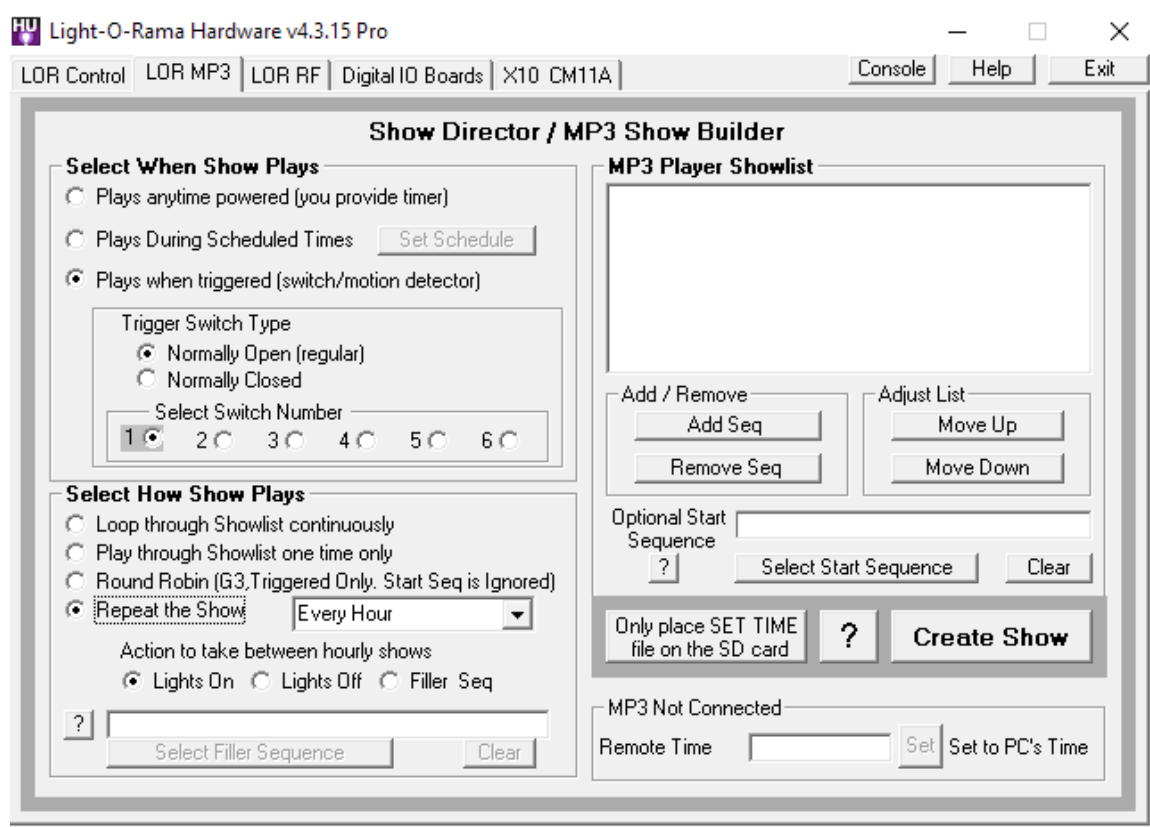 HU Light-O-Rama Hardware v4.3.15 Pro
LOR Control LOR MP3 LOR RF Digital IO Boards X10 CM11A Console Help Exit
Show Director / MP3 Show Builder
Select When Show Plays
Plays anytime powered (you provide timer)
Plays During Scheduled Times Set Schedule
Plays when triggered (switch/motion detector)
Trigger Switch Type
Normally Open (regular)
Normally Closed
Select Switch Number
1 2 3 4 5 6
Select How Show Plays
Loop through Showlist continuously
Play through Showlist one time only
Round Robin (G3,Triggered Only. Start Seq is Ignored)
Repeat the Show Every Hour
Action to take between hourly shows
Lights On Lights Off Filler Seq
?
Select Filler Sequence Clear
MP3 Player Showlist
Add / Remove
Add Seq
Remove Seq
Adjust List
Move Up
Move Down
Optional Start
Sequence
? Select Start Sequence Clear
Only place SET TIME
file on the SD card
?
Create Show
MP3 Not Connected
Remote Time Set Set to PC's Time